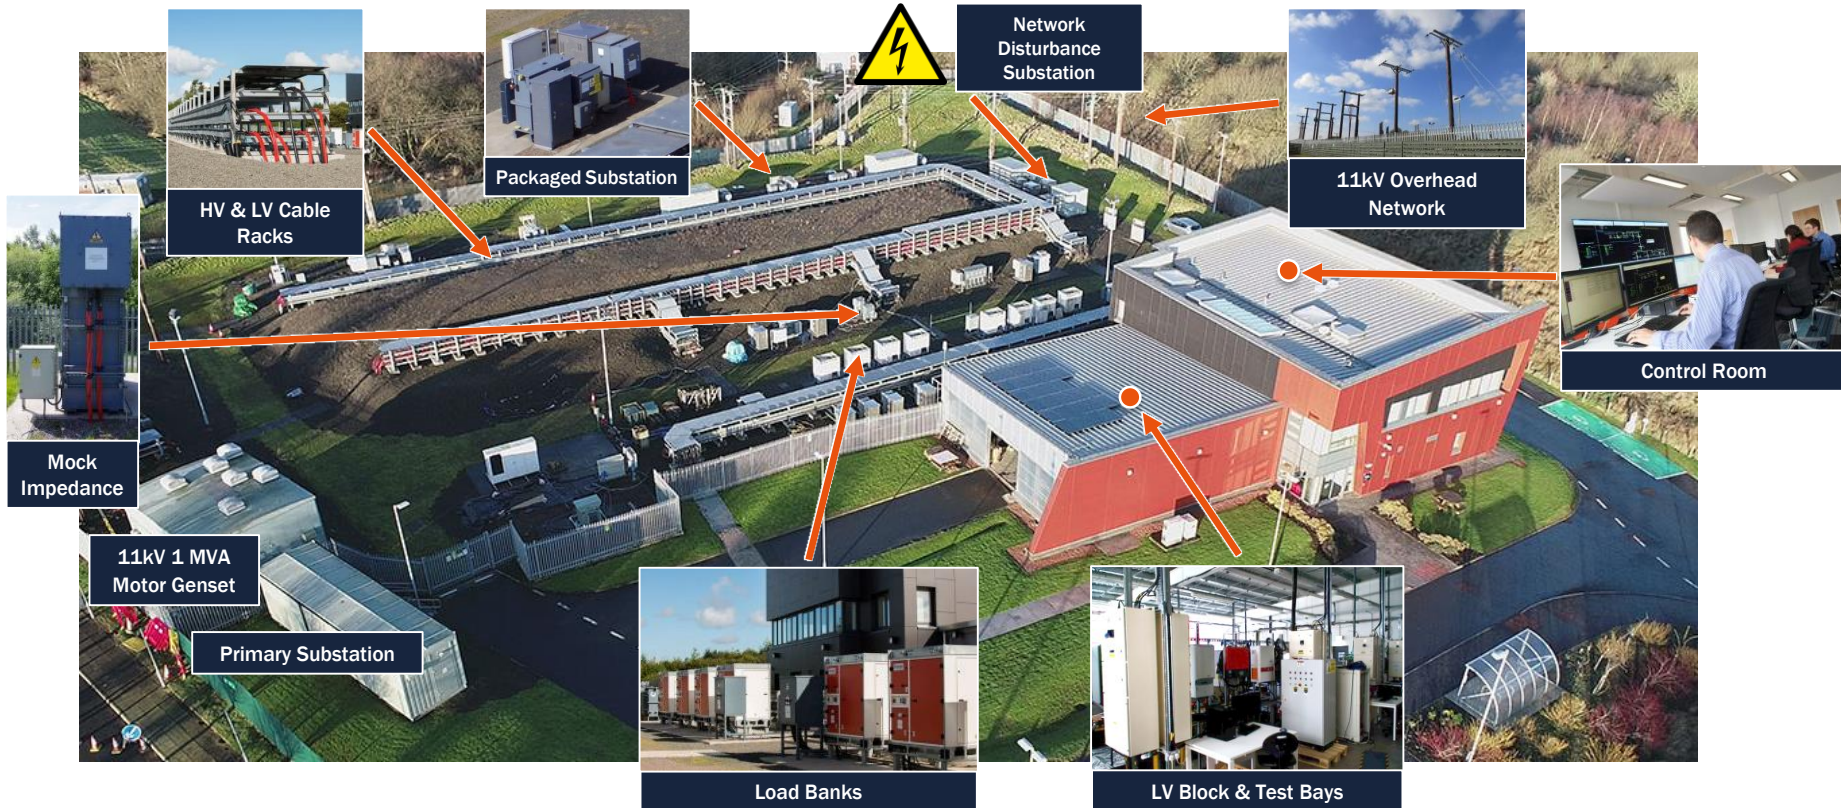 Network
Disturbance
Substation
Packaged Substation
HV & LV Cable
Racks
11kV Overhead
Network
Control Room
Mock
Impedance
11kV 1 MVA
Motor Genset
Primary Substation
Load Banks
LV Block & Test Bays